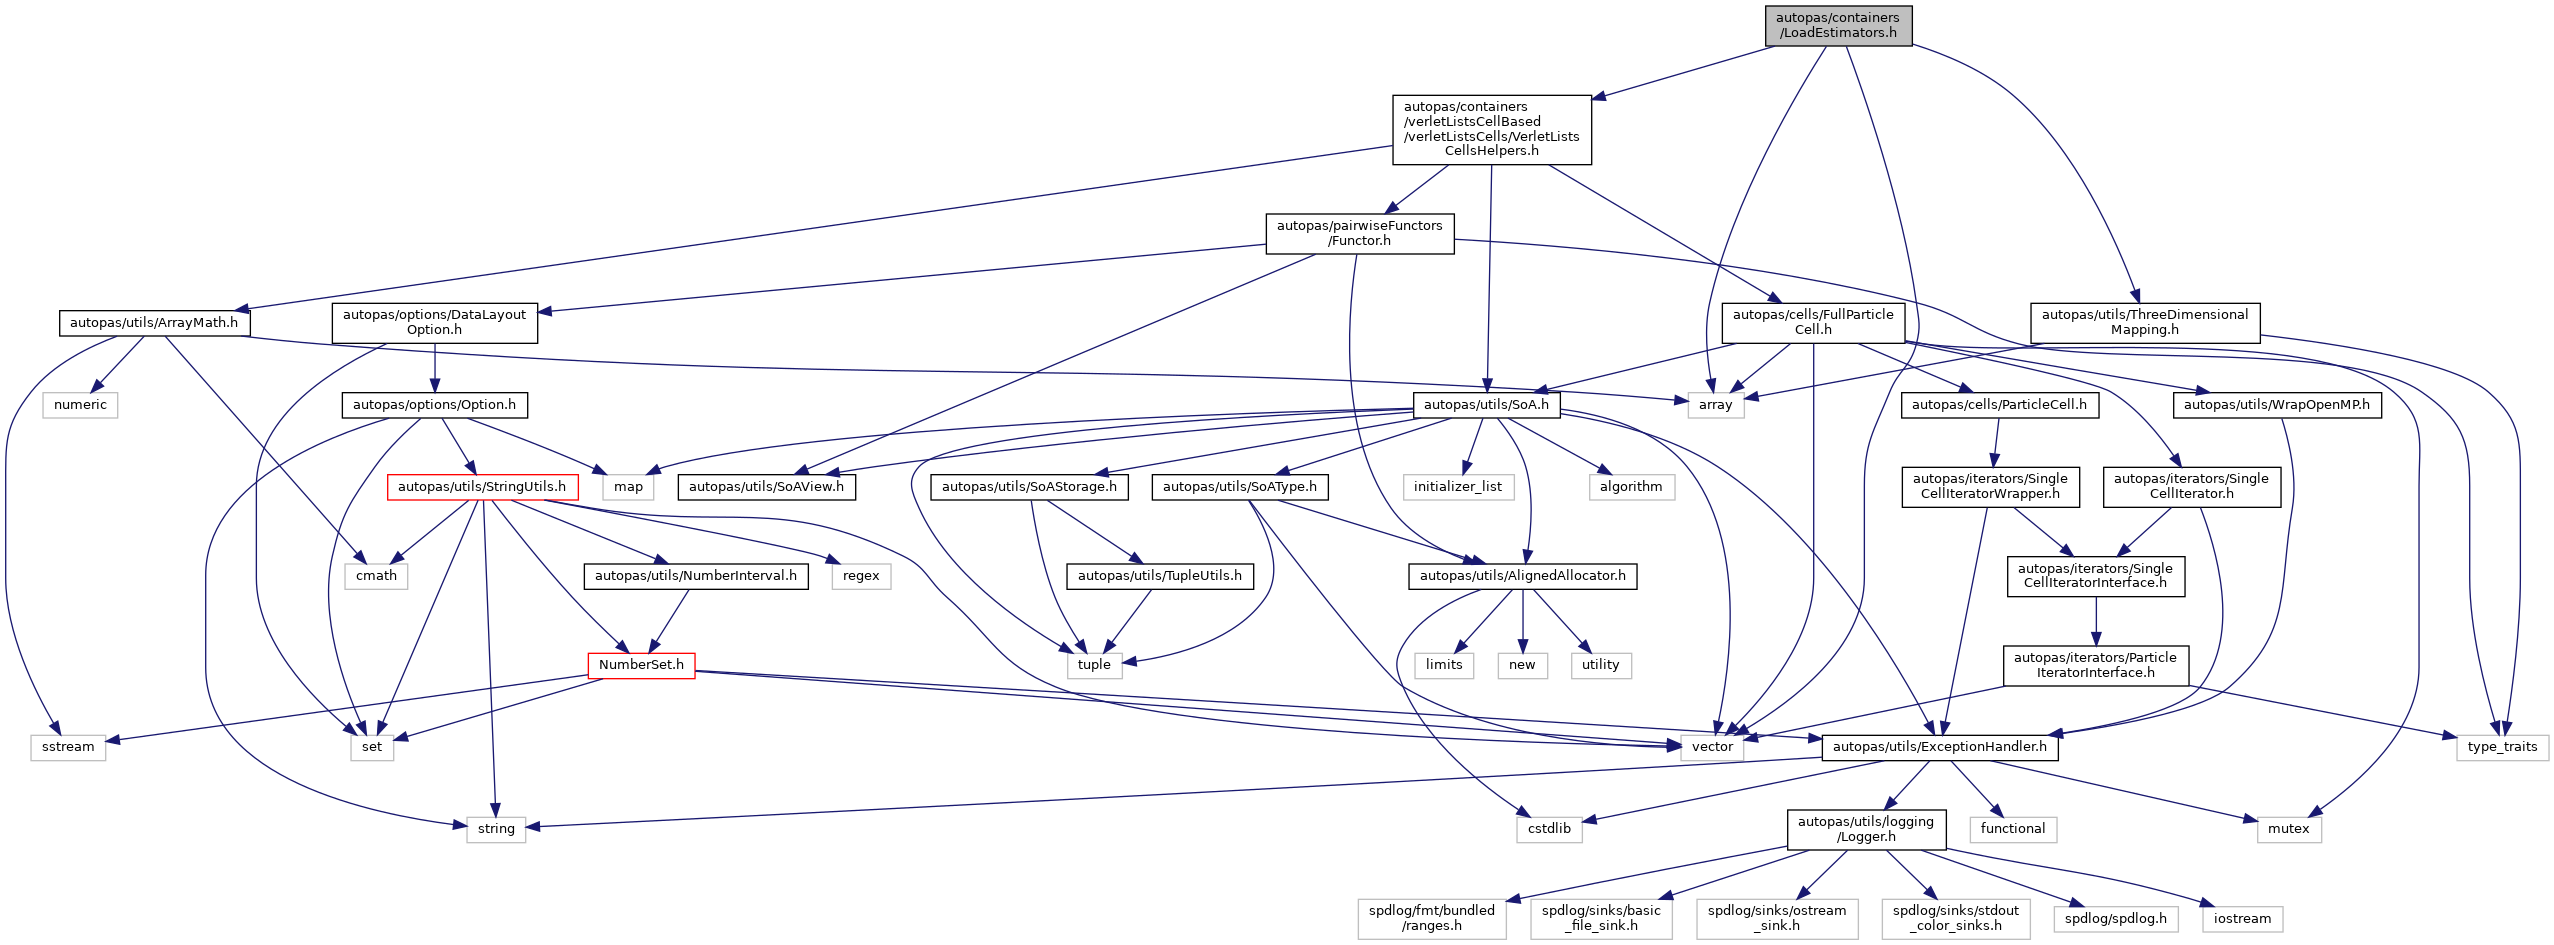 autopas/containers
/LoadEstimators.h
autopas/containers
/verletListsCellBased
/verletListsCells/VerletLists
CellsHelpers.h
autopas/pairwiseFunctors
/Functor.h
autopas/utils/ArrayMath.h
autopas/options/DataLayout
Option.h
autopas/cells/FullParticle
Cell.h
autopas/utils/ThreeDimensional
Mapping.h
numeric
autopas/options/Option.h
autopas/utils/SoA.h
array
autopas/cells/ParticleCell.h
autopas/utils/WrapOpenMP.h
autopas/utils/StringUtils.h
map
autopas/utils/SoAView.h
autopas/utils/SoAStorage.h
autopas/utils/SoAType.h
initializer_list
algorithm
autopas/iterators/Single
CellIteratorWrapper.h
autopas/iterators/Single
CellIterator.h
cmath
autopas/utils/NumberInterval.h
regex
autopas/utils/TupleUtils.h
autopas/utils/AlignedAllocator.h
autopas/iterators/Single
CellIteratorInterface.h
NumberSet.h
tuple
limits
new
utility
autopas/iterators/Particle
IteratorInterface.h
sstream
set
vector
autopas/utils/ExceptionHandler.h
type_traits
string
cstdlib
autopas/utils/logging
/Logger.h
functional
mutex
spdlog/fmt/bundled
/ranges.h
spdlog/sinks/basic
_file_sink.h
spdlog/sinks/ostream
_sink.h
spdlog/sinks/stdout
_color_sinks.h
spdlog/spdlog.h
iostream